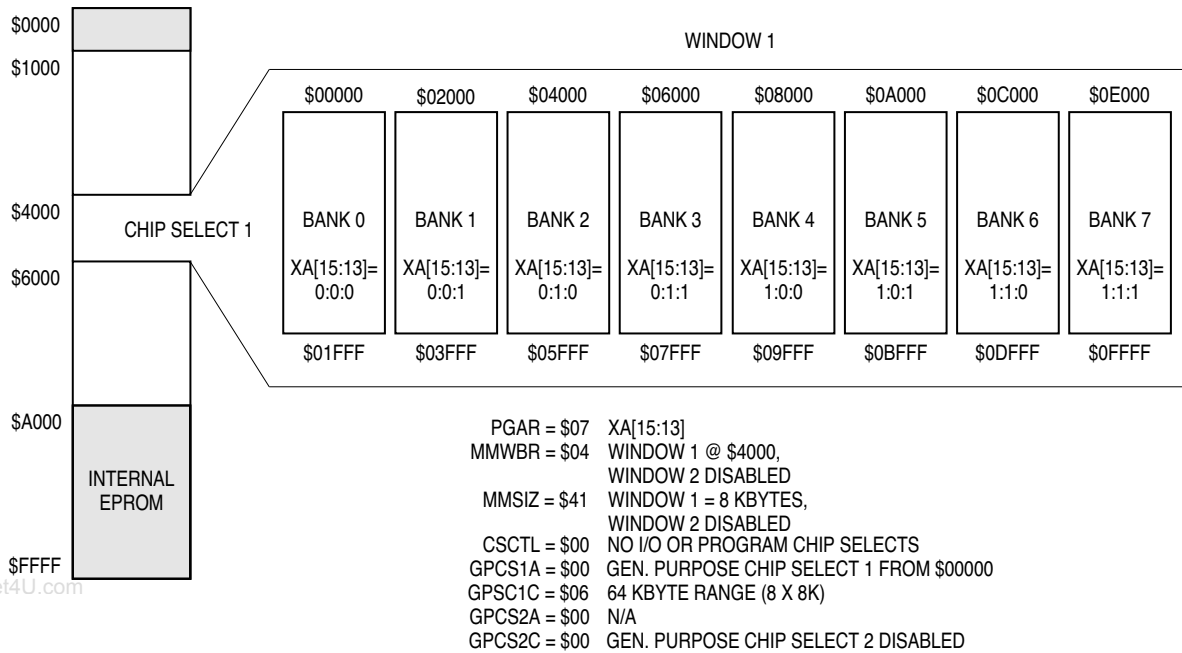 $0000
$1000
$4000
CHIP SELECT 1
$6000
$A000
INTERNAL
EPROM
$FFFF
et4U.com
WINDOW 1
$00000 $02000 $04000 $06000 $08000 $0A000 $0C000 $0E000
BANK 0 BANK 1 BANK 2 BANK 3 BANK 4 BANK 5 BANK 6 BANK 7
XA[15:13]= XA[15:13]= XA[15:13]= XA[15:13]= XA[15:13]= XA[15:13]= XA[15:13]= XA[15:13]=
0:0:0 0:0:1 0:1:0 0:1:1 1:0:0 1:0:1 1:1:0 1:1:1
$01FFF $03FFF $05FFF $07FFF $09FFF $0BFFF $0DFFF $0FFFF
PGAR = $07 XA[15:13]
MMWBR = $04 WINDOW 1 @ $4000,
WINDOW 2 DISABLED
MMSIZ = $41 WINDOW 1 = 8 KBYTES,
WINDOW 2 DISABLED
CSCTL = $00 NO I/O OR PROGRAM CHIP SELECTS
GPCS1A = $00 GEN. PURPOSE CHIP SELECT 1 FROM $00000
GPSC1C = $06 64 KBYTE RANGE (8 X 8K)
GPCS2A = $00 N/A
GPCS2C = $00 GEN. PURPOSE CHIP SELECT 2 DISABLED